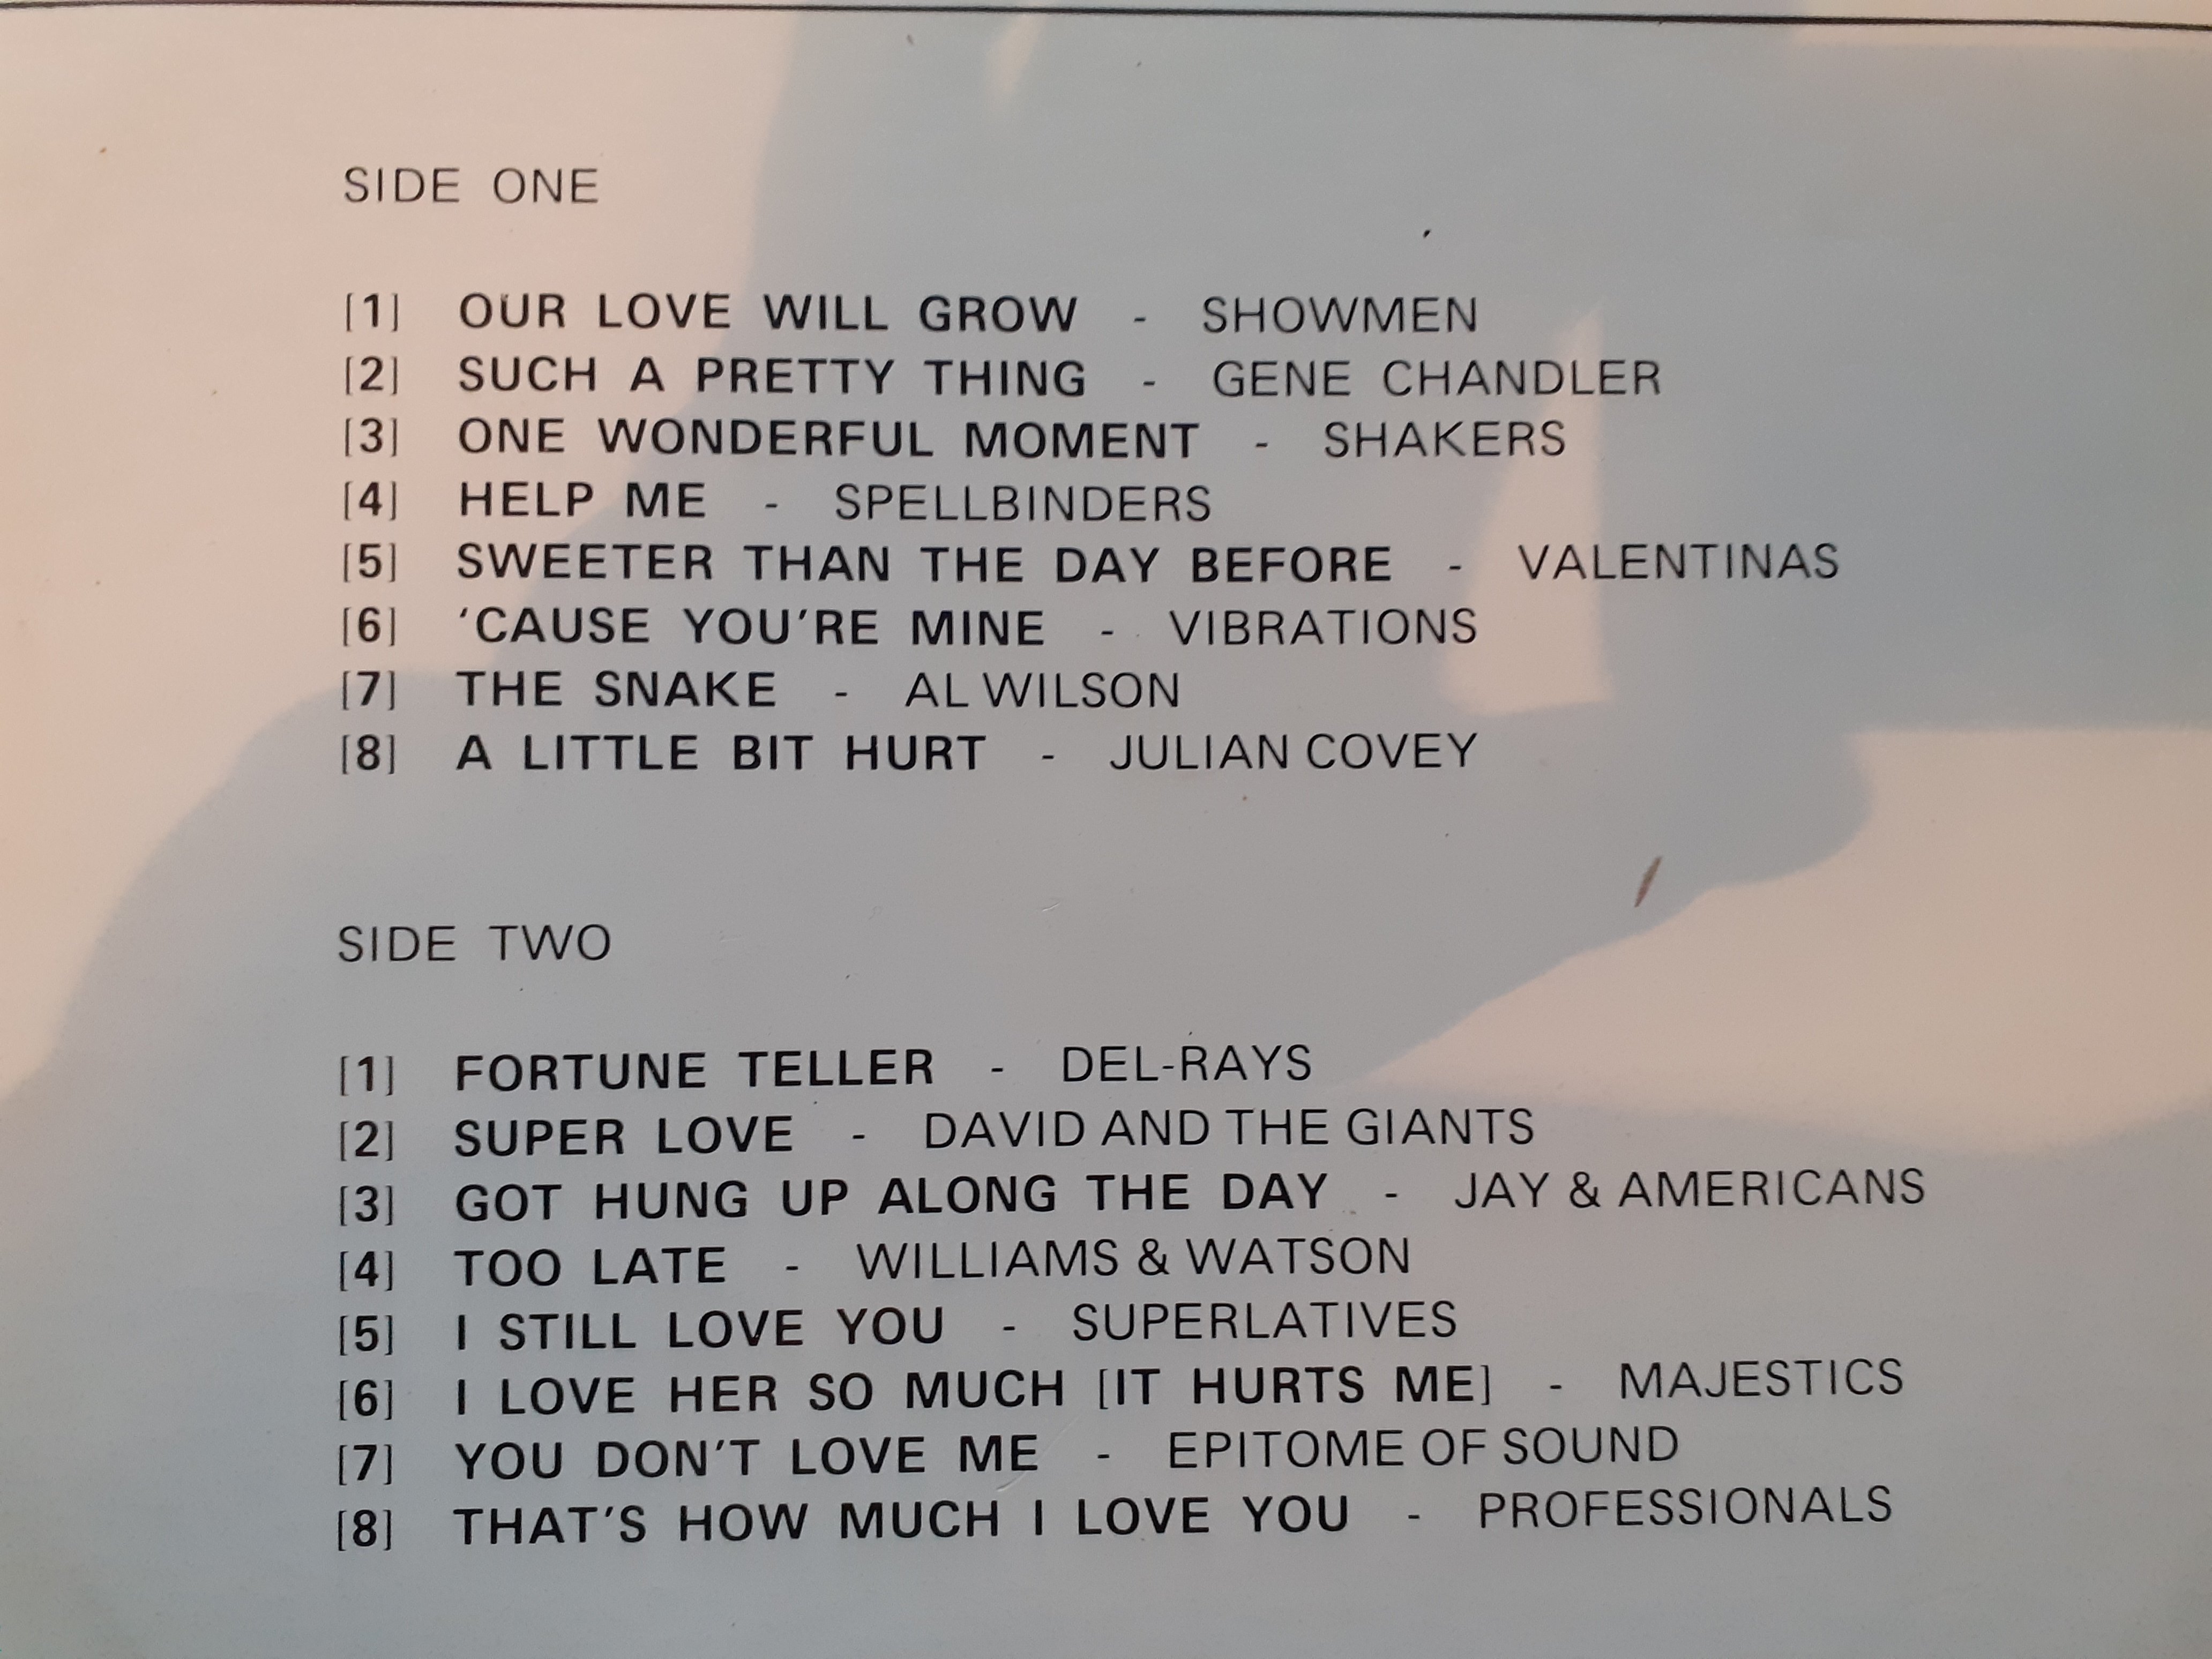 SIDE ONE
[1] OUR LOVE WILL GROW - SHOWMEN
[2] SUCH A PRETTY THING - GENE CHANDLER
[3] ONE WONDERFUL MOMENT - SHAKERS
[4] HELP ME - SPELLBINDERS
[5] SWEETER THAN THE DAY BEFORE - VALENTINAS
[6] ‘CAUSE YOU’RE MINE - VIBRATIONS
[7] THE SNAKE - AL WILSON
[8] A LITTLE BIT HURT - JULIAN COVEY
SIDE TWO
[1] FORTUNE TELLER - DEL-RAYS
[2] SUPER LOVE - DAVID AND THE GIANTS
[3] GOT HUNG UP ALONG THE DAY - JAY & AMERICANS
[4] TOO LATE - WILLIAMS & WATSON
[5] I STILL LOVE YOU - SUPERLATIVES
[6] I LOVE HER SO MUCH [IT HURTS ME] - MAJESTICS
[7] YOU DON’T LOVE ME - EPITOME OF SOUND
[8] THAT’S HOW MUCH I LOVE YOU - PROFESSIONALS